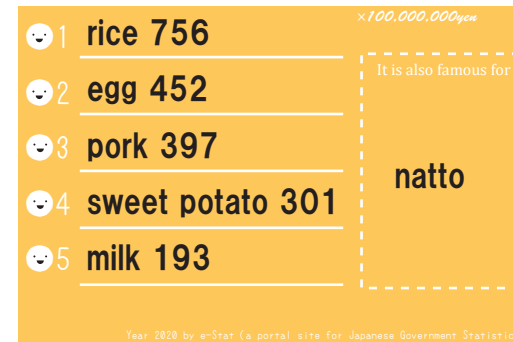 ×100.000.000yen
1 rice 756
2 egg 452
3 pork 397
4 sweet potato 301
5 milk 193
It is also famous for
natto
Year 2020 by e-Stat (a portal site for Japanese Government Statistic